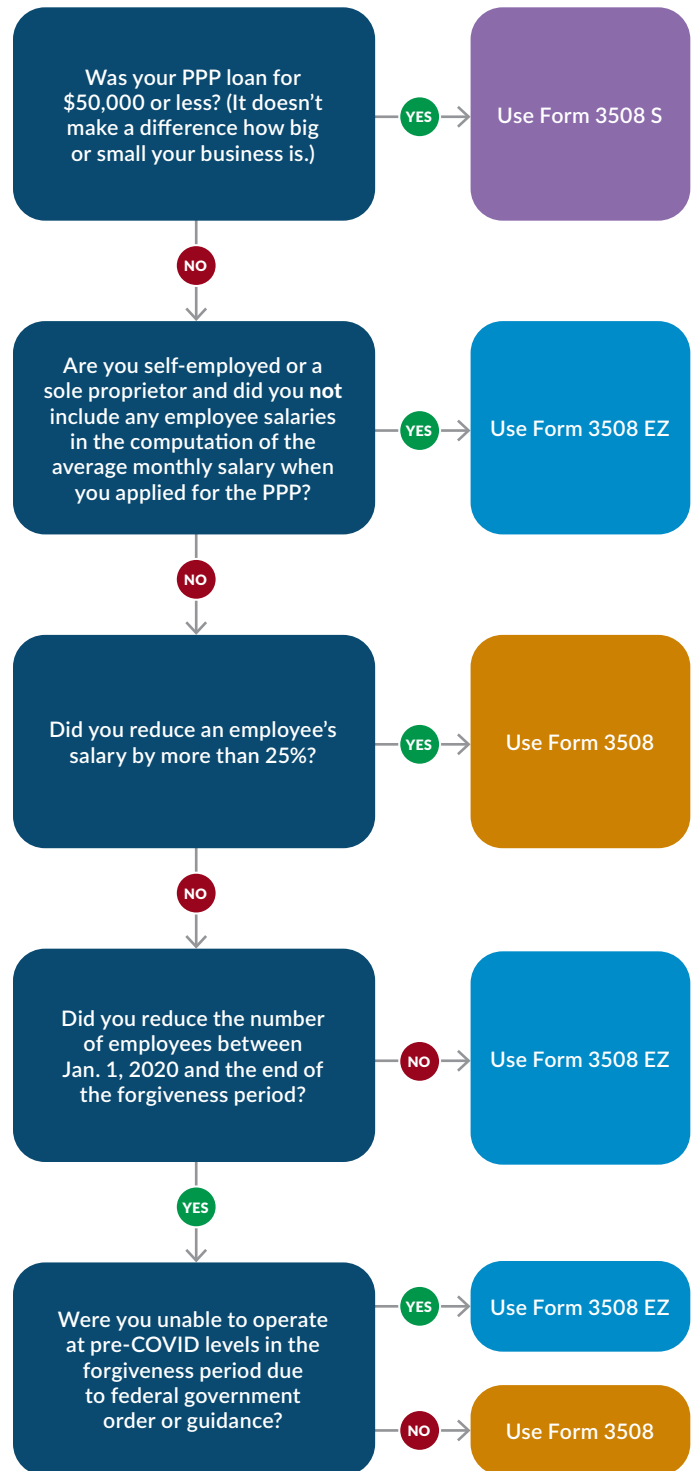 Was your PPP loan for
$50,000 or less? (It doesn’t
make a difference how big
or small your business is.)
YES
Use Form 3508 S
NO
Are you self-employed or a
sole proprietor and did you not
include any employee salaries
in the computation of the
average monthly salary when
you applied for the PPP?
YES
Use Form 3508 EZ
NO
Did you reduce an employee’s
salary by more than 25%?
YES
Use Form 3508
NO
Did you reduce the number
of employees between
Jan. 1, 2020 and the end of
the forgiveness period?
NO
Use Form 3508 EZ
YES
Were you unable to operate
at pre-COVID levels in the
forgiveness period due
to federal government
order or guidance?
YES
Use Form 3508 EZ
NO
Use Form 3508